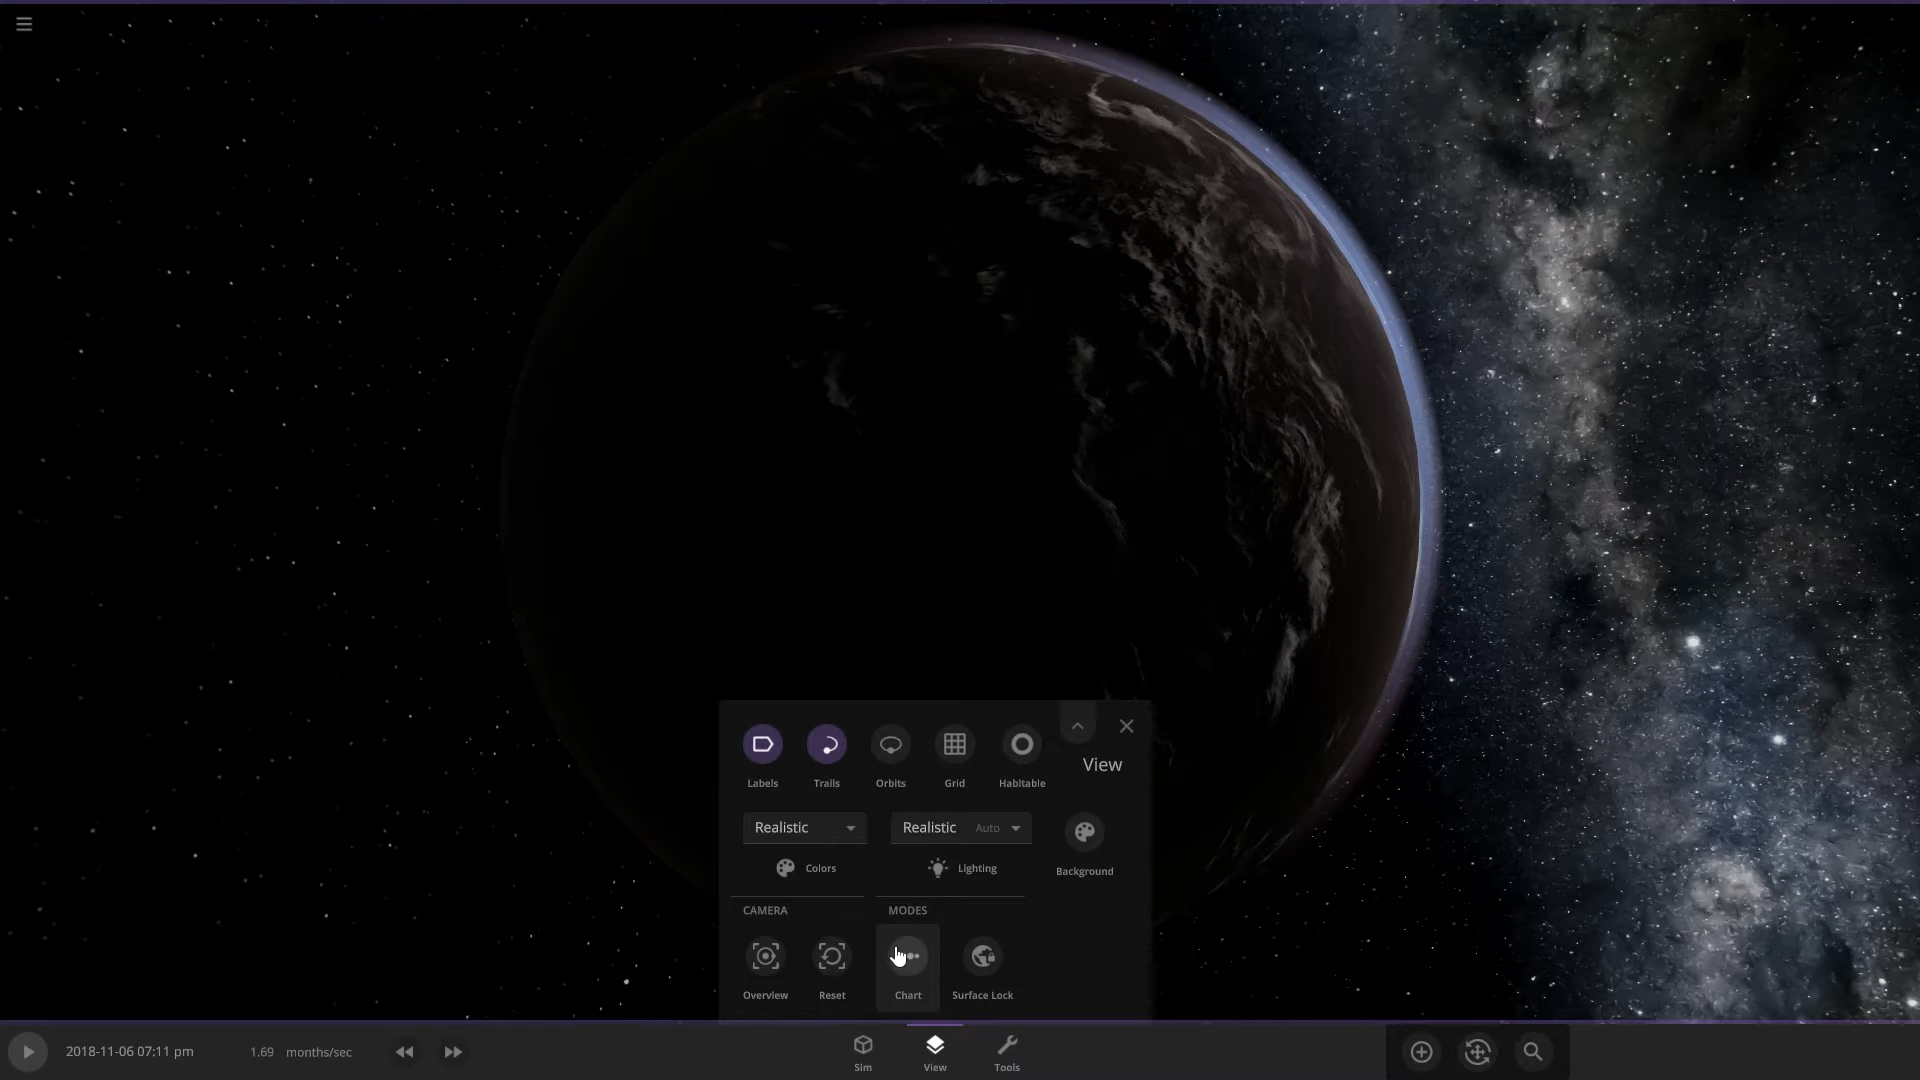 Labels
Trails
Orbits
Grid
Habitable
View
Realistic
Realistic Auto
Colors
Lighting
Background
CAMERA
MODES
Overview
Reset
Chart
Surface Lock
2018-11-06 07:11 pm
1.69 months/sec
Sim
View
Tools